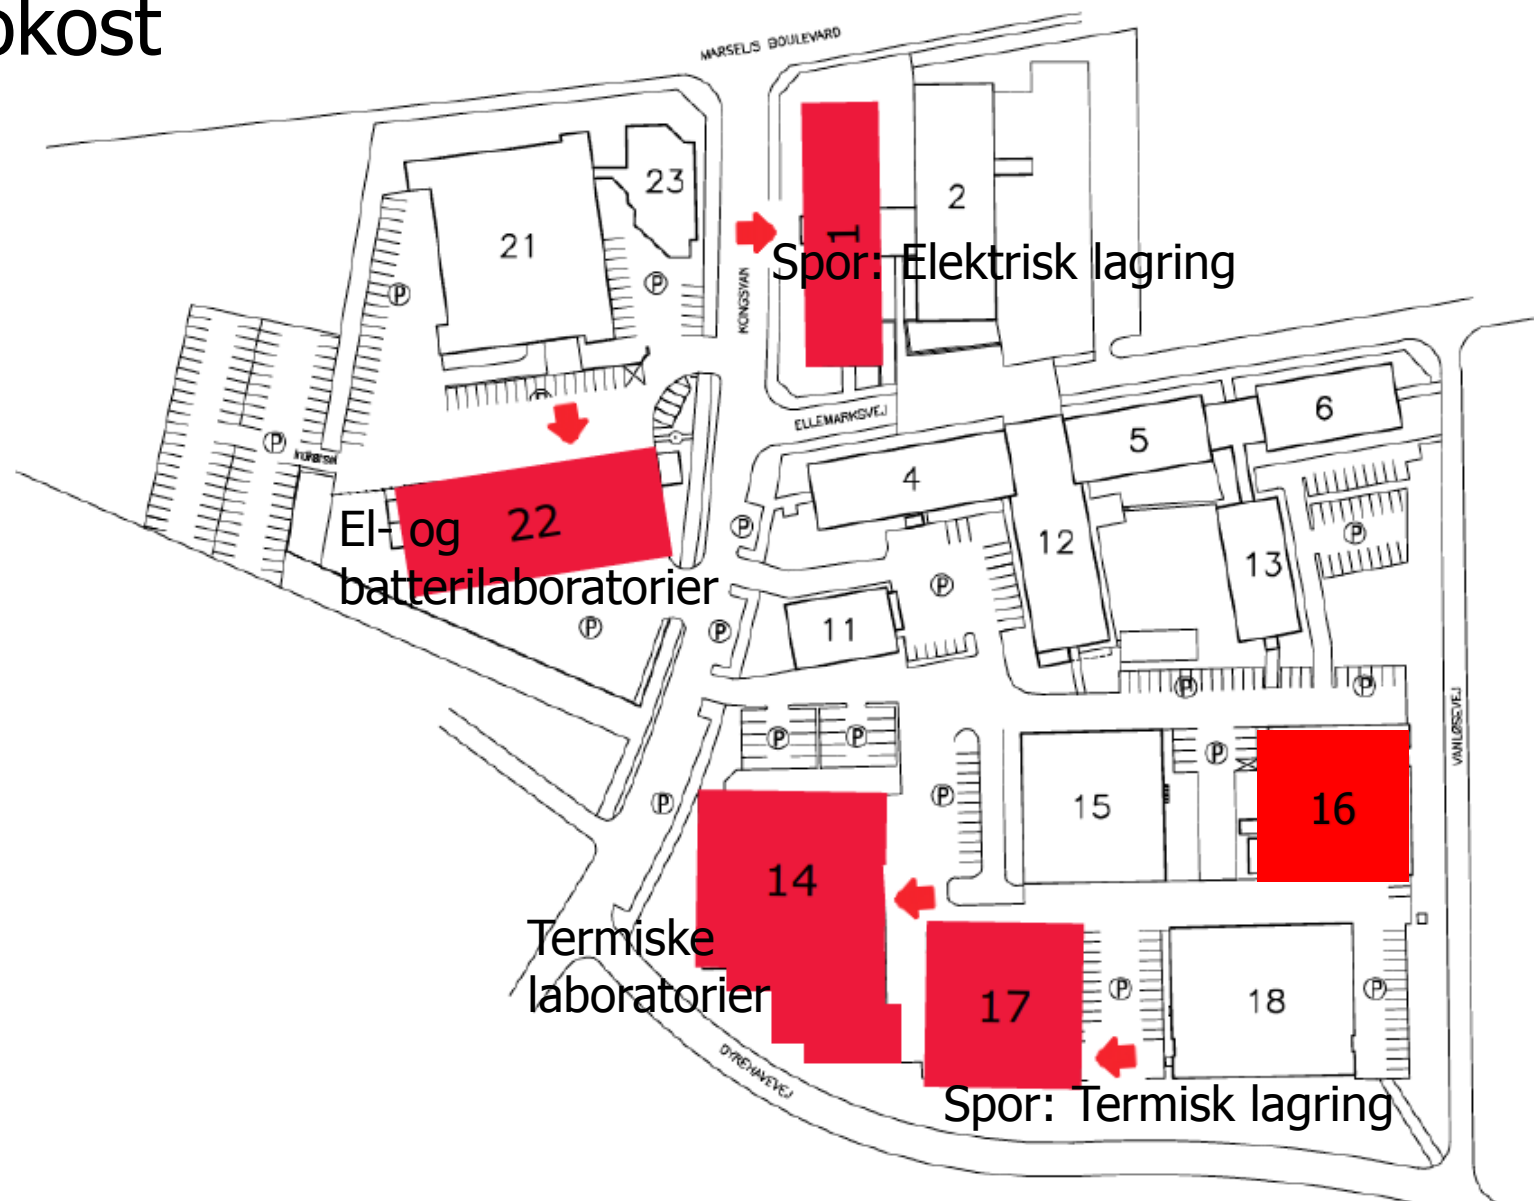 okost
MARSELIS BOULEVARD
23
2
21
1
Spor: Elektrisk lagring
P
P
KONGSVAN
6
ELLEMARKSVEJ
5
P
Indkørsel
4
22
El- og
batterilaboratorier
P
12
P
13
P
11
P
P
P
P
P
VANLØSEVEJ
P
P
P
P
P
15
16
14
Termiske
laboratorier
17
P
18
P
DYREHAVEVEJ
Spor: Termisk lagring